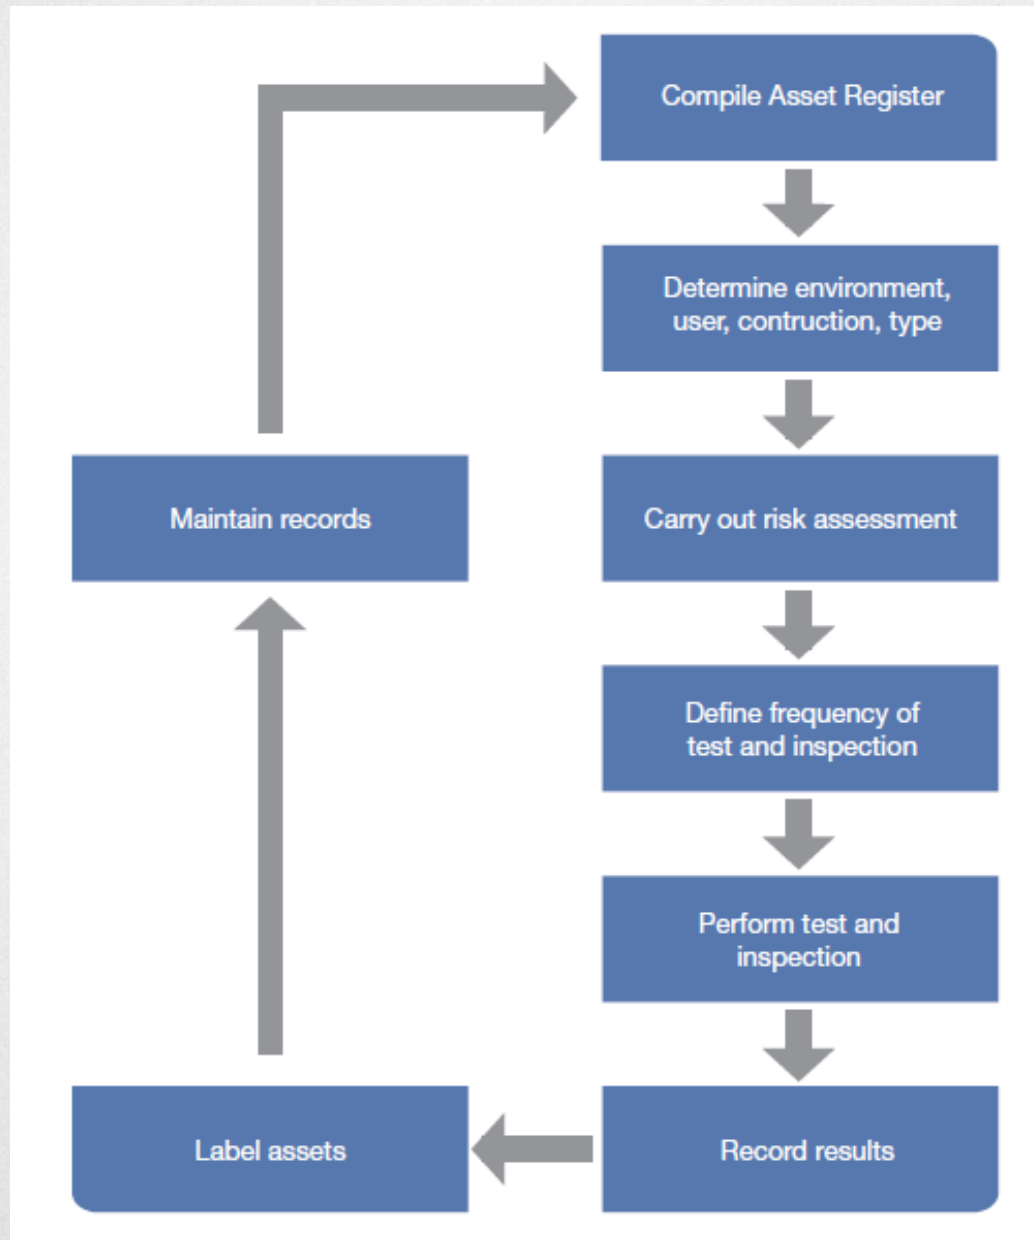 Compile Asset Register
Determine environment,
user, contruction, type
Carry out risk assessment
Define frequency of
test and inspection
Perform test and
inspection
Record results
Label assets
Maintain records